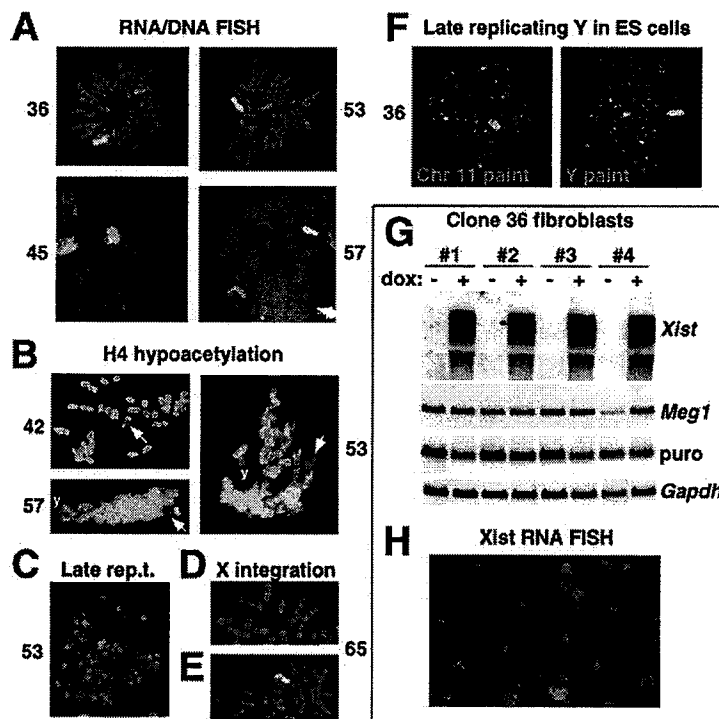 A
RNA/DNA FISH
36
53
45
57
B
H4 hypoacetylation
42
y
57
y
y
53
C
Late rep.t.
53
D
X integration
E
65
F
Late replicating Y in ES cells
36
Chr 11 paint
Y paint
G
Clone 36 fibroblasts
#1 #2 #3 #4
dox: - + - + - + - +
Xist
Meg1
puro
Gapdh
H
Xist RNA FISH